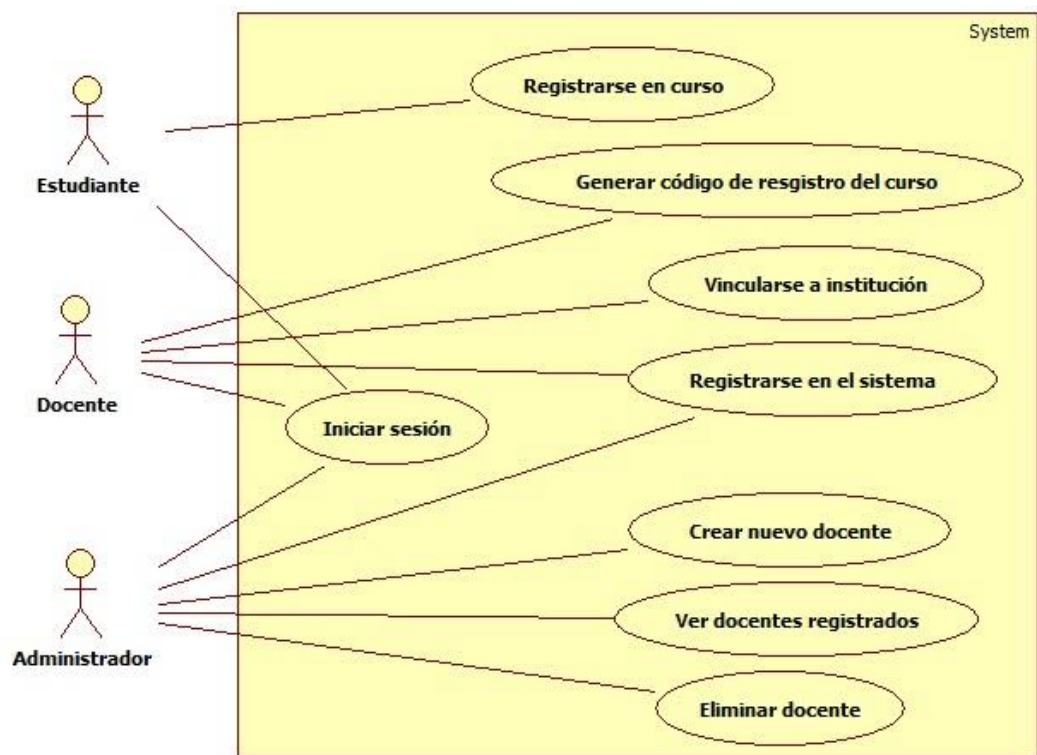 System
Registrarse en curso
Estudiante
Generar código de resgistro del curso
Vincularse a institución
Docente
Registrarse en el sistema
Iniciar sesión
Crear nuevo docente
Administrador
Ver docentes registrados
Eliminar docente